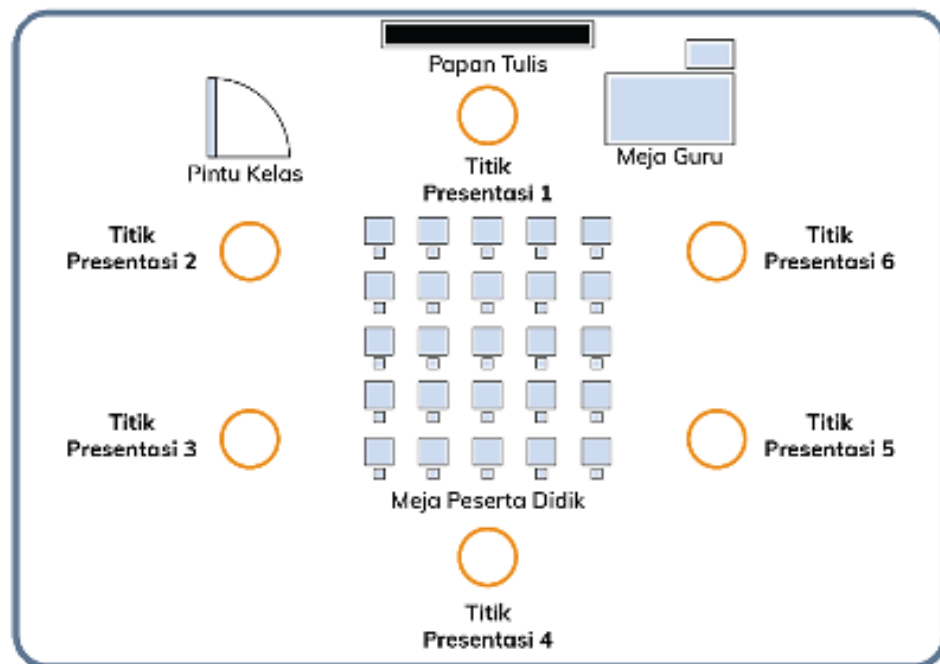 Papan Tulis
Titik
Presentasi 1
Meja Guru
Pintu Kelas
Titik
Presentasi 2
Titik
Presentasi 6
Titik
Presentasi 3
Titik
Presentasi 5
Meja Peserta Didik
Titik
Presentasi 4